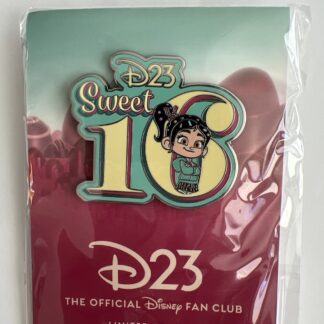 D23
Sweet
16
D23
THE OFFICIAL Disney FAN CLUB